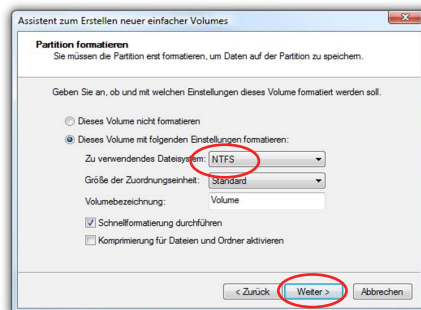 Assistent zum Erstellen neuer einfacher Volumes
Partition formatieren
Sie müssen die Partition erst formatieren, um Daten auf der Partition zu speichern.
Geben Sie an, ob und mit welchen Einstellungen dieses Volume formatiert werden soll.
Dieses Volume nicht formatieren
Dieses Volume mit folgenden Einstellungen formatieren:
Zu verwendendes Dateisystem: NTFS
Größe der Zuordnungseinheit: Standard
Volumebezeichnung: Volume
Schnellformatierung durchführen
Komprimierung für Dateien und Ordner aktivieren
< Zurück Weiter > Abbrechen